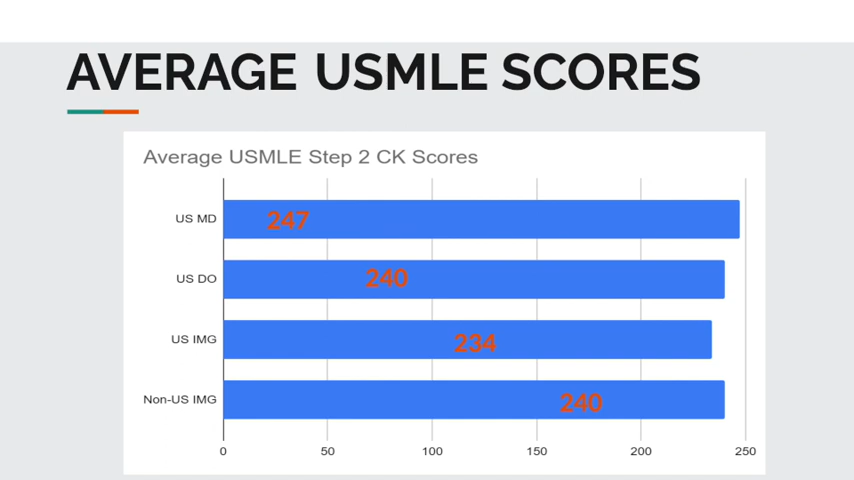 AVERAGE USMLE SCORES
Average USMLE Step 2 CK Scores
US MD 247
US DO 240
US IMG 234
Non-US IMG 240
0 50 100 150 200 250